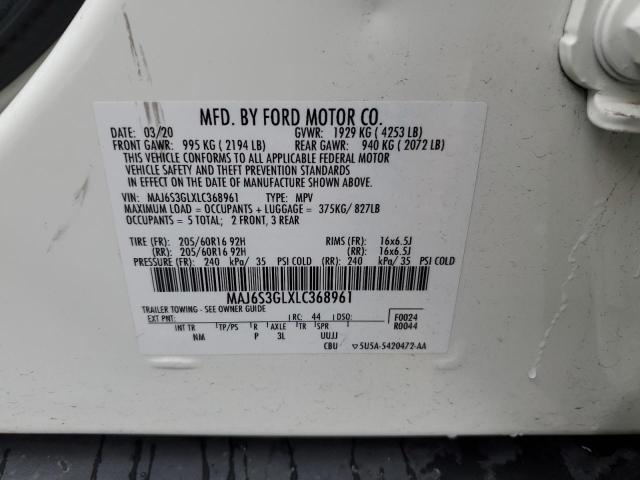 MFD. BY FORD MOTOR CO.
DATE: 03/20 GVWR: 1929 KG ( 4253 LB)
FRONT GAWR: 995 KG ( 2194 LB) REAR GAWR: 940 KG ( 2072 LB)
THIS VEHICLE CONFORMS TO ALL APPLICABLE FEDERAL MOTOR
VEHICLE SAFETY AND THEFT PREVENTION STANDARDS
IN EFFECT ON THE DATE OF MANUFACTURE SHOWN ABOVE.
VIN: MAJ6S3GLXLC368961 TYPE: MPV
MAXIMUM LOAD = OCCUPANTS + LUGGAGE = 375KG/ 827LB
OCCUPANTS = 5 TOTAL; 2 FRONT, 3 REAR
TIRE (FR): 205/60R16 92H RIMS (FR): 16x6.5J
(RR): 205/60R16 92H (RR): 16x6.5J
PRESSURE (FR): 240 kPa/ 35 PSI COLD (RR): 240 kPa/ 35 PSI COLD
MAJ6S3GLXLC368961
TRAILER TOWING - SEE OWNER GUIDE
EXT PNT: RC: 44 DSO: F0024
R0044
INT TR TP/PS R AXLE TR SPR
NM P 3L UUJJ
CBU 5U5A-5420472-AA